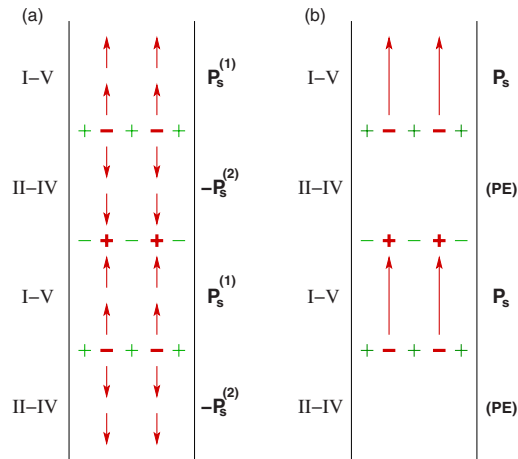 (a)
I–V
P_s^(1)
+ − + − +
II–IV
−P_s^(2)
− + − + −
I–V
P_s^(1)
+ − + − +
II–IV
−P_s^(2)
(b)
I–V
P_s
+ − + − +
II–IV
(PE)
− + − + −
I–V
P_s
+ − + − +
II–IV
(PE)